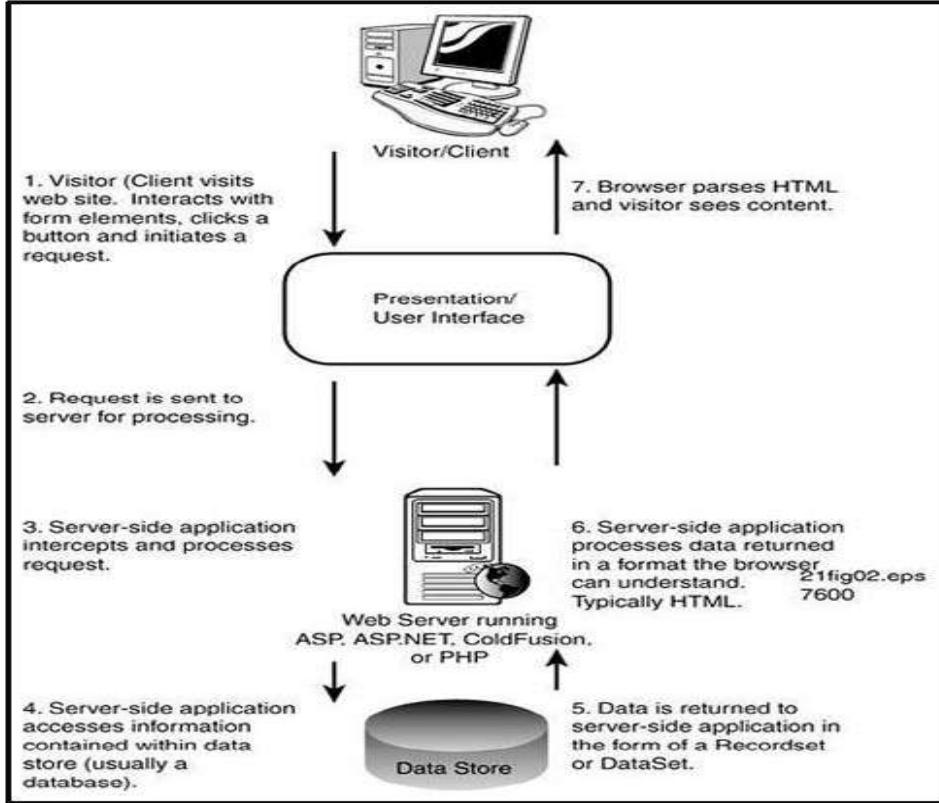 Visitor/Client
1. Visitor (Client visits
web site. Interacts with
form elements, clicks a
button and initiates a
request.
7. Browser parses HTML
and visitor sees content.
Presentation/
User Interface
2. Request is sent to
server for processing.
3. Server-side application
intercepts and processes
request.
6. Server-side application
processes data returned
in a format the browser
can understand.
Typically HTML.
21fig02.eps
7600
Web Server running
ASP, ASP.NET, ColdFusion,
or PHP
4. Server-side application
accesses information
contained within data
store (usually a
database).
5. Data is returned to
server-side application in
the form of a Recordset
or DataSet.
Data Store